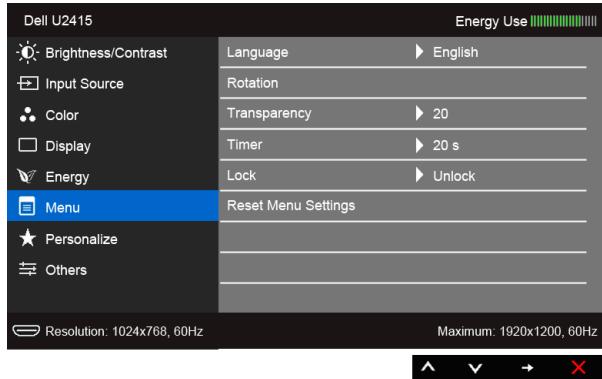 Dell U2415 Energy Use
Brightness/Contrast Language English
Input Source Rotation
Color Transparency 20
Display Timer 20 s
Energy Lock Unlock
Menu Reset Menu Settings
Personalize
Others
Resolution: 1024x768, 60Hz Maximum: 1920x1200, 60Hz